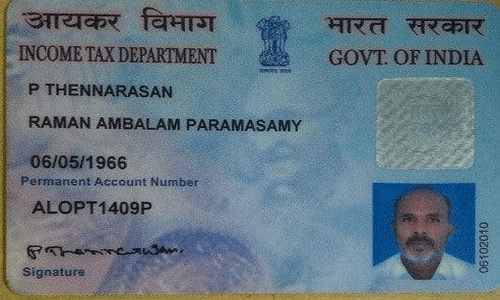 आयकर विभाग
भारत सरकार
INCOME TAX DEPARTMENT
GOVT. OF INDIA
P THENNARASAN
RAMAN AMBALAM PARAMASAMY
06/05/1966
Permanent Account Number
ALOPT1409P
P Thennarasan.
Signature
06102010